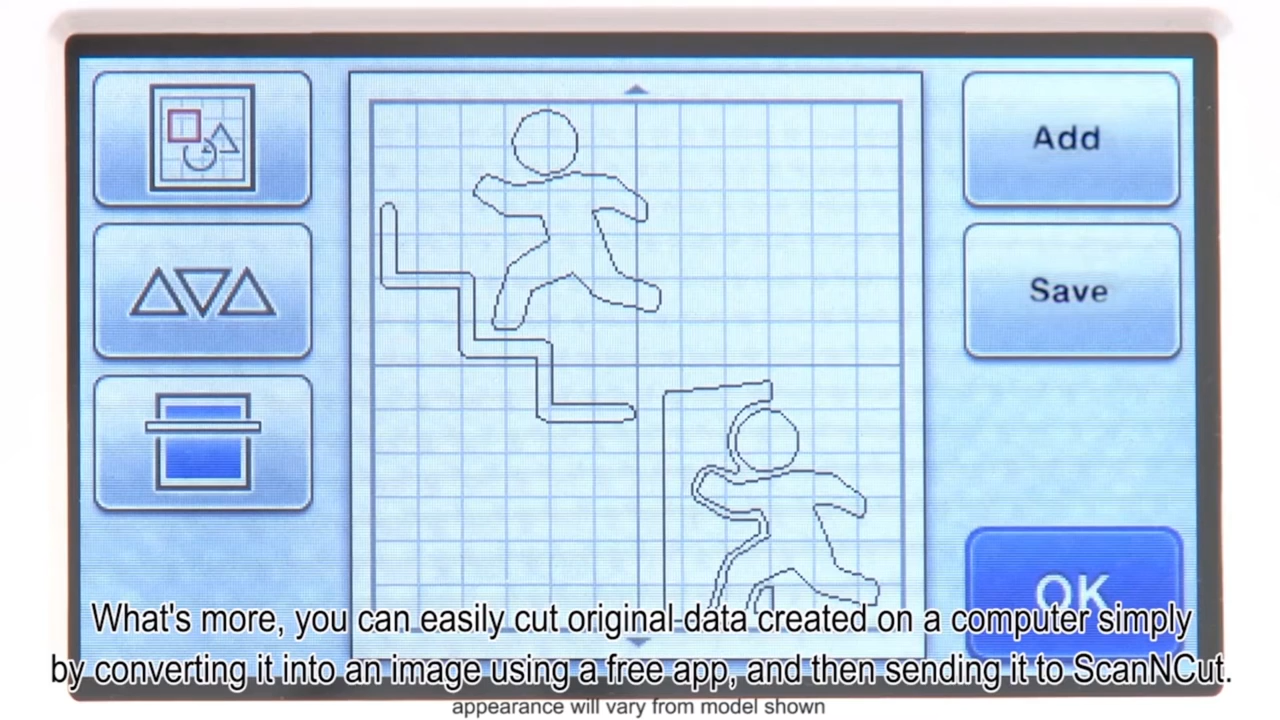 Add
Save
OK
What's more, you can easily cut original data created on a computer simply
by converting it into an image using a free app, and then sending it to ScanNCut.
appearance will vary from model shown